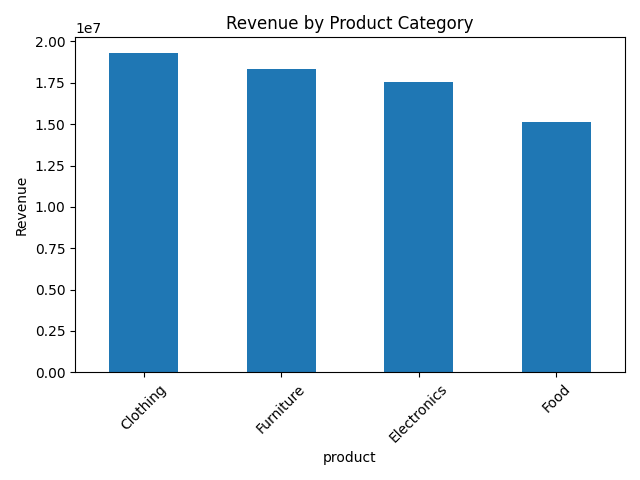 Revenue by Product Category
1e7
2.00
1.75
1.50
1.25
1.00
0.75
0.50
0.25
0.00
Revenue
Clothing
Furniture
Electronics
Food
product